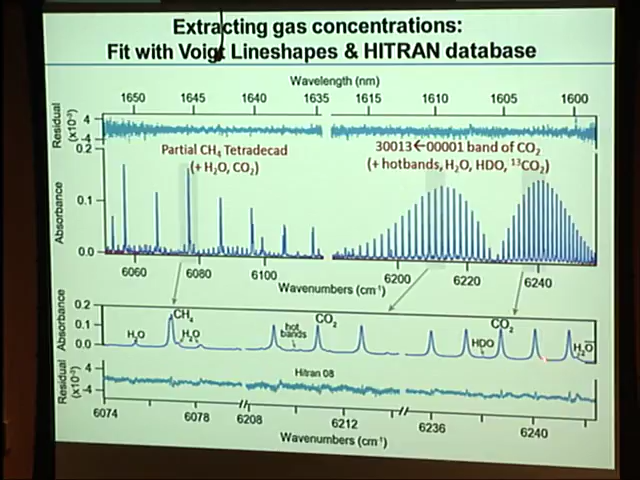 Extracting gas concentrations:
Fit with Voigt Lineshapes & HITRAN database
Wavelength (nm)
1650 1645 1640 1635 1615 1610 1605 1600
Residual (x10⁻³)
4
-4
Partial CH₄ Tetradecad
(+ H₂O, CO₂)
30013←00001 band of CO₂
(+ hotbands, H₂O, HDO, ¹³CO₂)
Absorbance
0.2
0.1
0.0
6060 6080 6100 6200 6220 6240
Wavenumbers (cm⁻¹)
Absorbance
0.2
0.1
0.0
H₂O
CH₄
H₂O
hot
bands
CO₂
HDO
CO₂
H₂O
Residual (x10⁻³)
4
-4
Hitran 08
6074 6078 6208 6212 6236 6240
Wavenumbers (cm⁻¹)